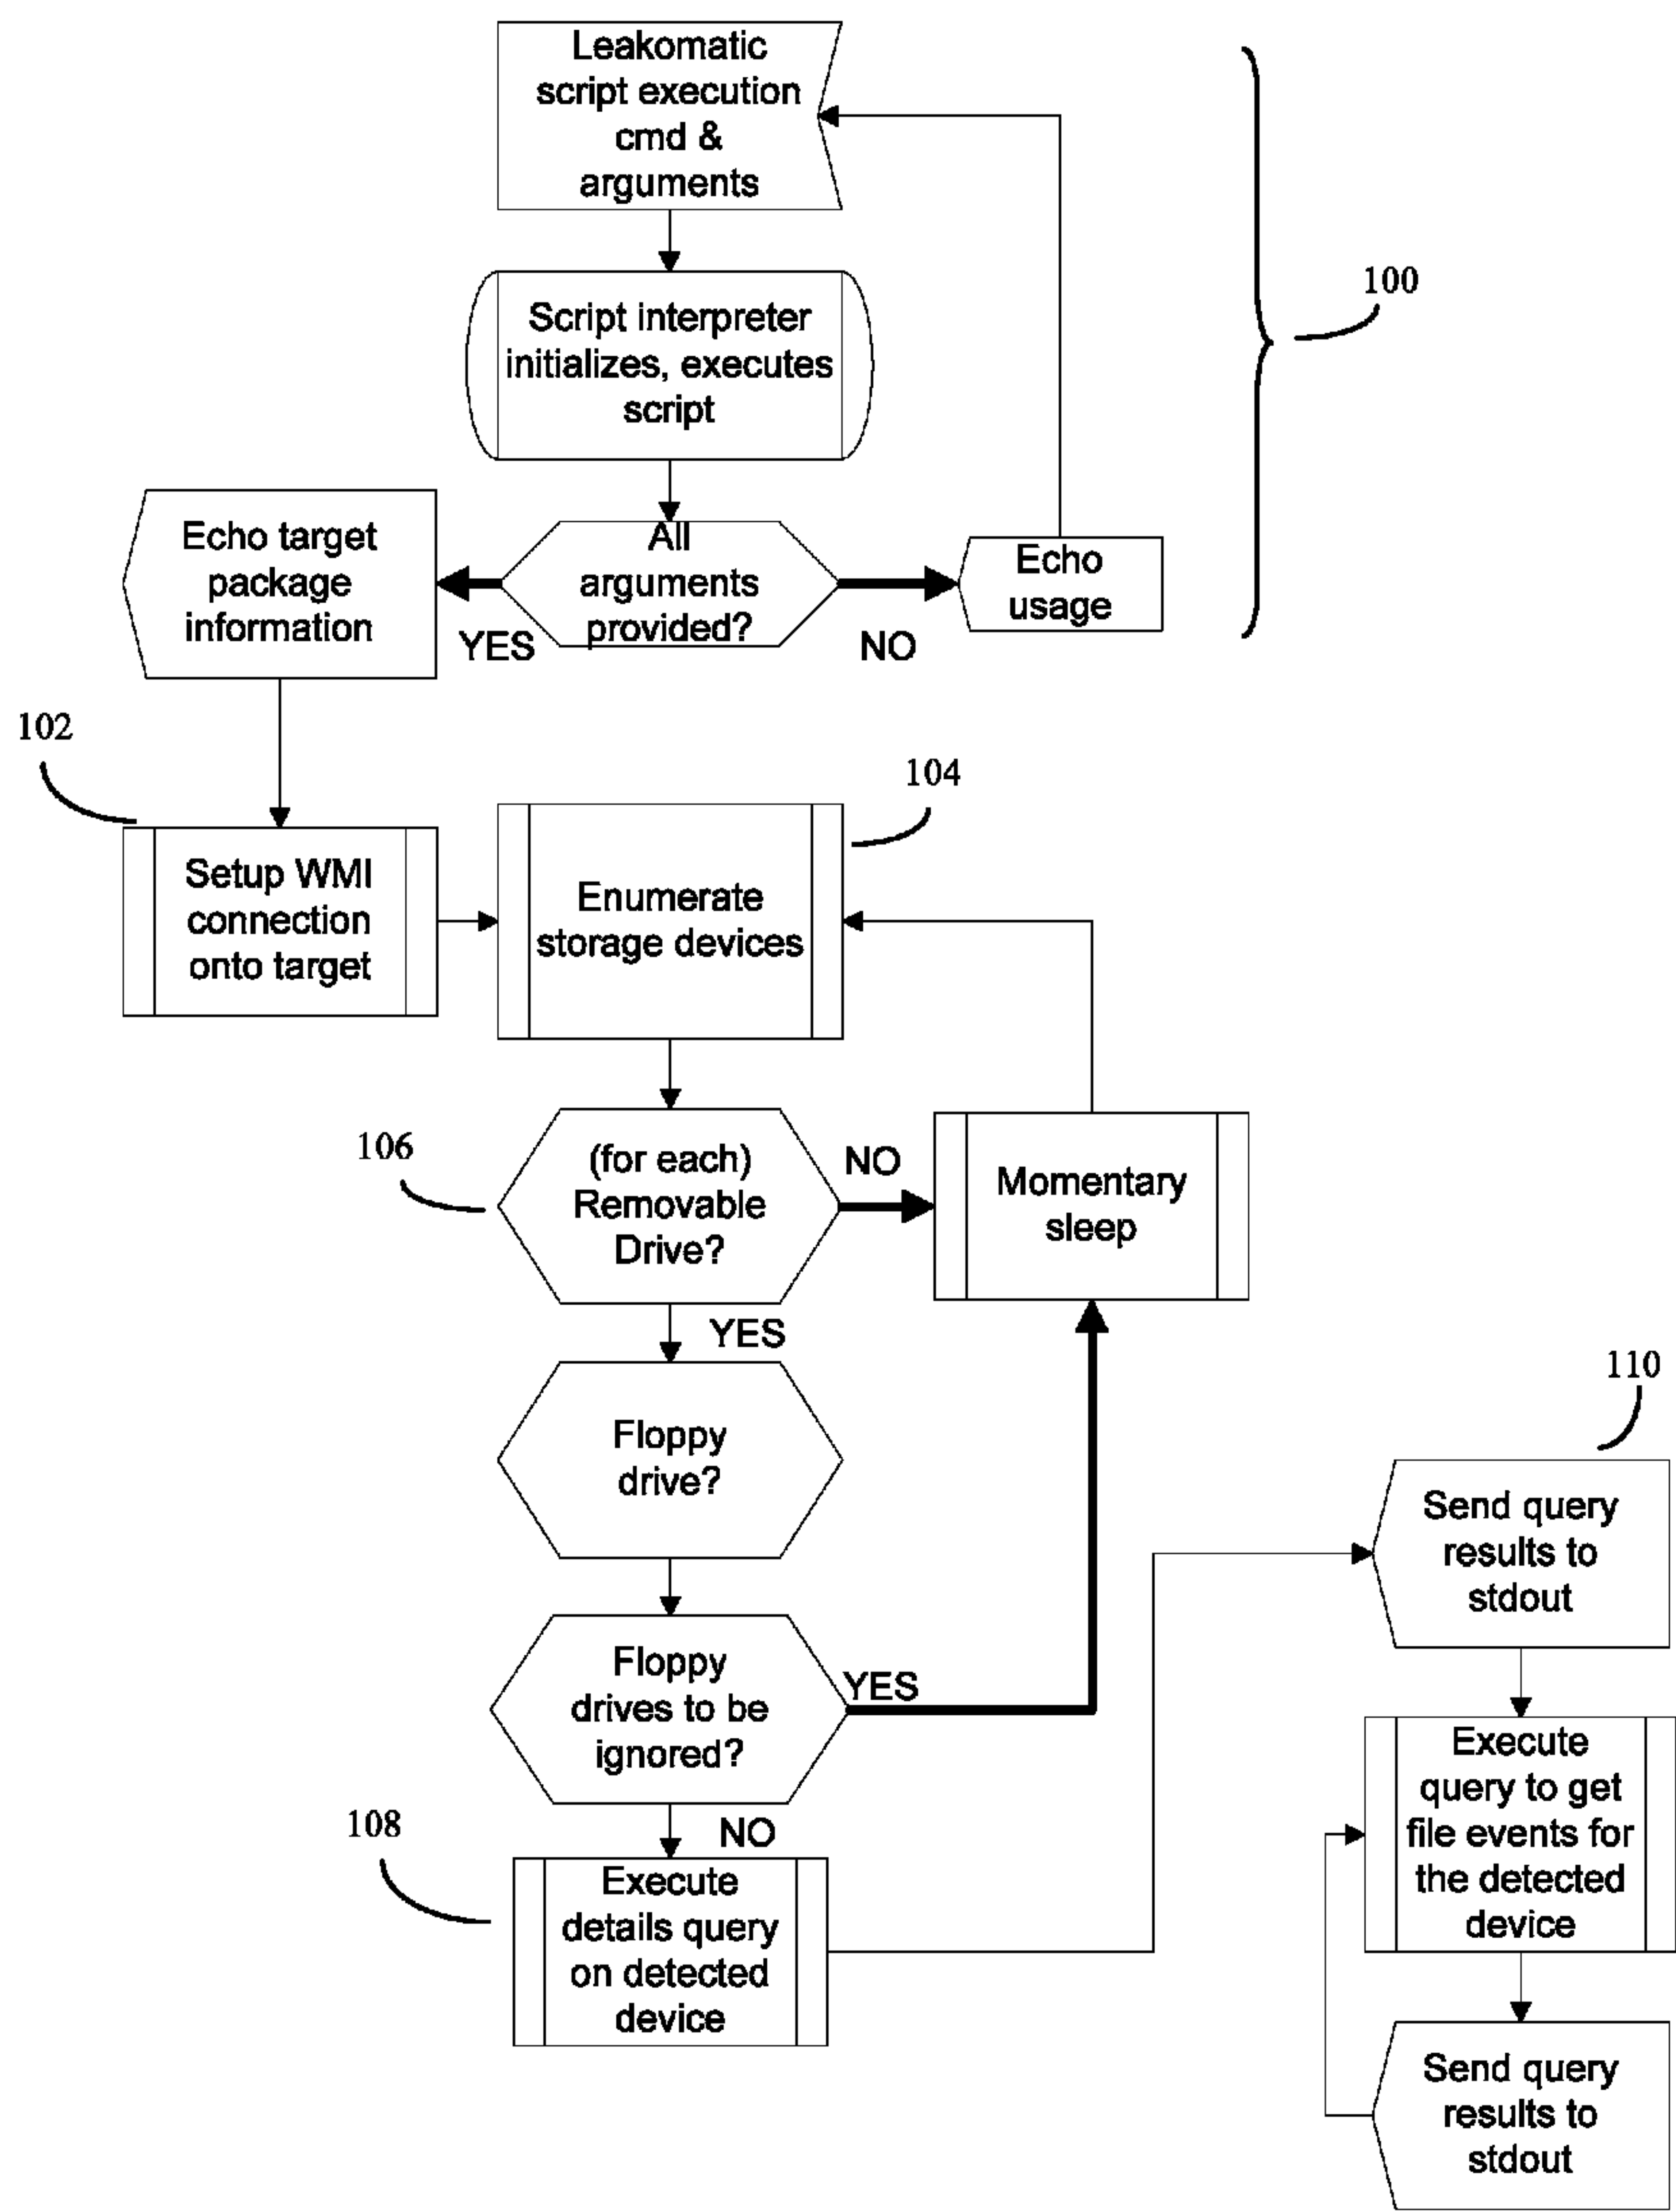 Leakomatic
script execution
cmd &
arguments
100
Script interpreter
initializes, executes
script
Echo target
package
information
All
arguments
provided?
Echo
usage
YES
NO
102
104
Setup WMI
connection
onto target
Enumerate
storage devices
106
(for each)
Removable
Drive?
NO
Momentary
sleep
YES
110
Floppy
drive?
Send query
results to
stdout
Floppy
drives to be
ignored?
YES
Execute
query to get
file events for
the detected
device
108
NO
Execute
details query
on detected
device
Send query
results to
stdout